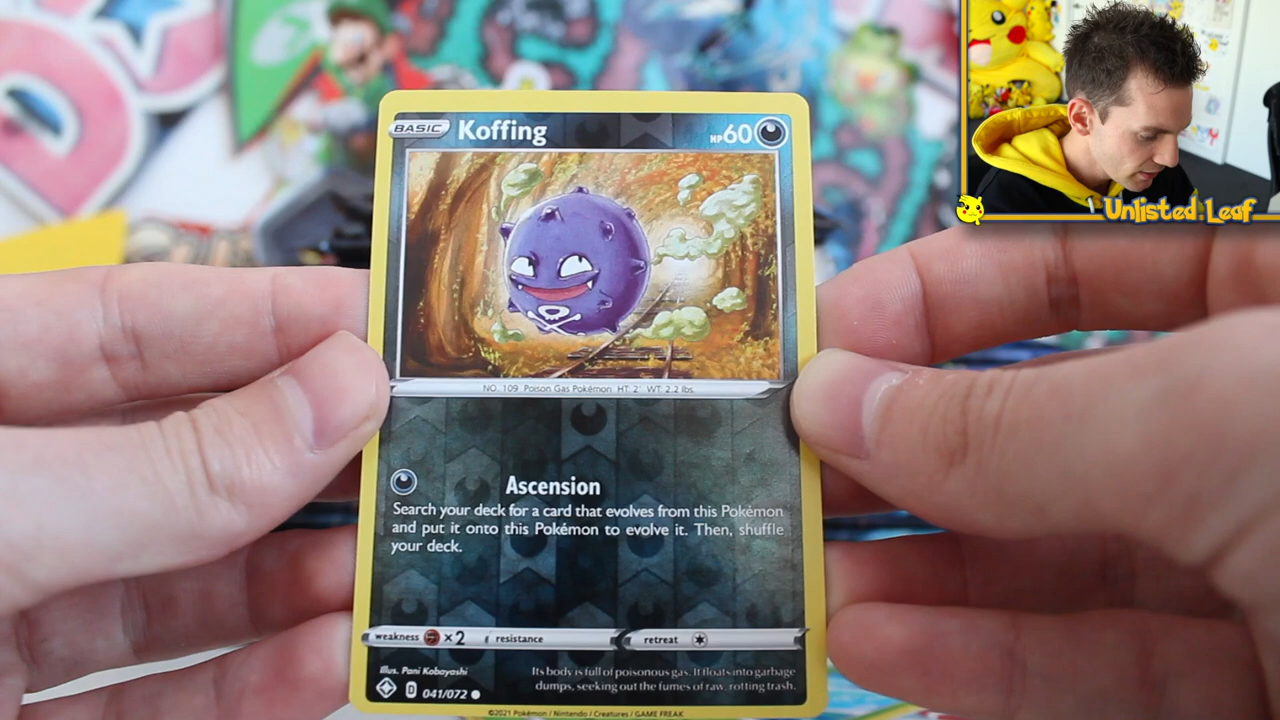 Unlisted Leaf
BASIC Koffing HP60
NO. 109 Poison Gas Pokémon HT: 2' WT: 2.2 lbs.
Ascension
Search your deck for a card that evolves from this Pokémon
and put it onto this Pokémon to evolve it. Then, shuffle
your deck.
weakness ×2 resistance retreat
Illus. Pani Kobayashi
D 041/072
Its body is full of poisonous gas. It floats into garbage
dumps, seeking out the fumes of raw, rotting trash.
©2021 Pokémon / Nintendo / Creatures / GAME FREAK